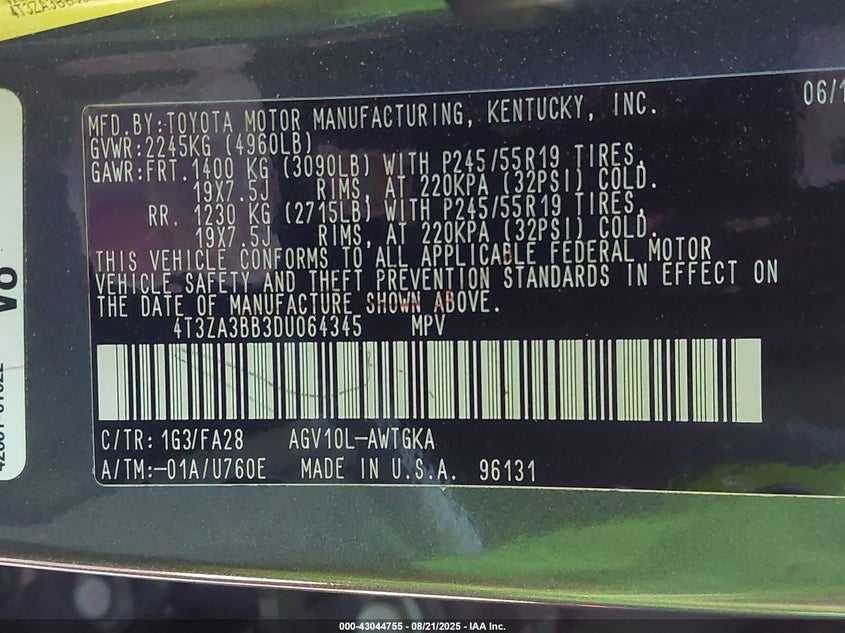 06/1
MFD.BY:TOYOTA MOTOR MANUFACTURING, KENTUCKY, INC.
GVWR:2245KG (4960LB)
GAWR:FRT.1400 KG (3090LB) WITH P245/55R19 TIRES,
19X7.5J RIMS, AT 220KPA (32PSI) COLD.
RR. 1230 KG (2715LB) WITH P245/55R19 TIRES,
19X7.5J RIMS, AT 220KPA (32PSI) COLD.
THIS VEHICLE CONFORMS TO ALL APPLICABLE FEDERAL MOTOR
VEHICLE SAFETY AND THEFT PREVENTION STANDARDS IN EFFECT ON
THE DATE OF MANUFACTURE SHOWN ABOVE.
4T3ZA3BB3DU064345 MPV
C/TR: 1G3/FA28 AGV10L-AWTGKA
A/TM:-01A/U760E MADE IN U.S.A. 96131
000-43044755 - 08/21/2025 - IAA Inc.